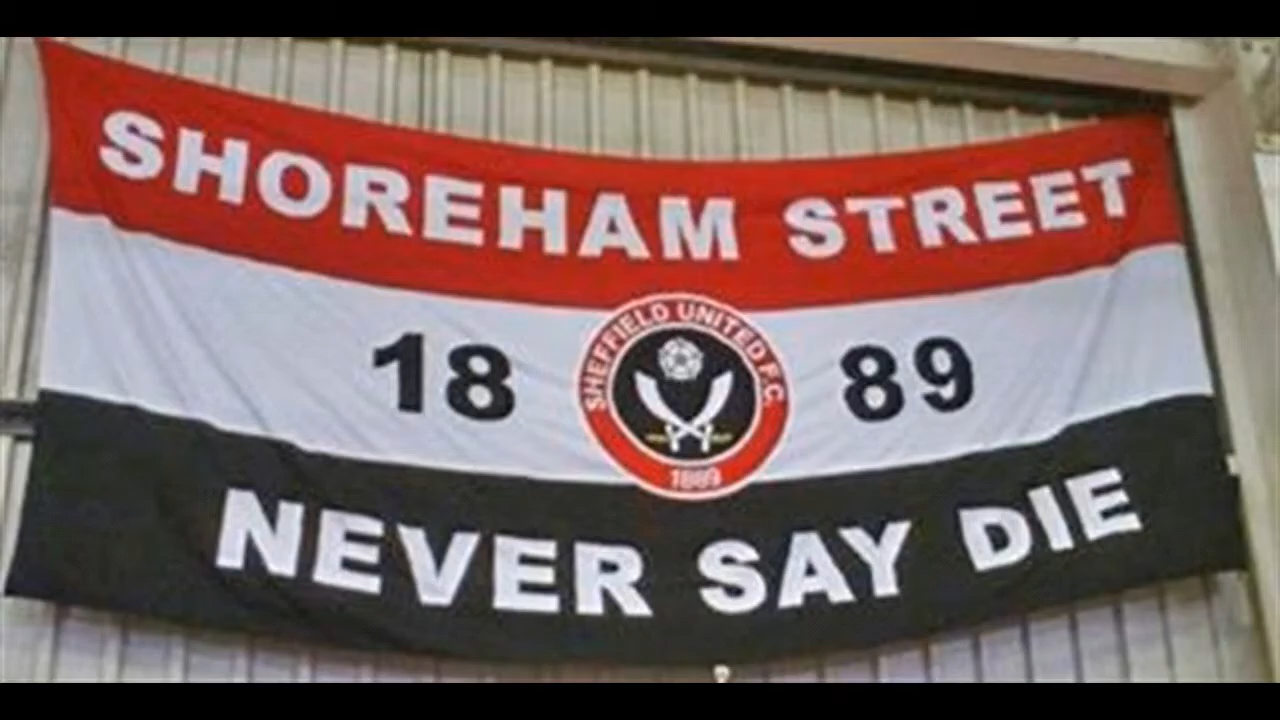 SHOREHAM STREET
18 89
SHEFFIELD UNITED F.C.
1889
NEVER SAY DIE